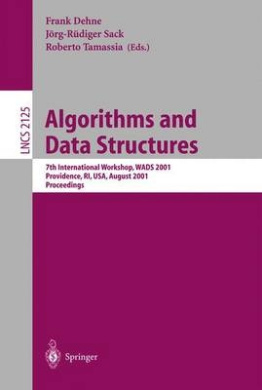 Frank Dehne
Jörg-Rüdiger Sack
Roberto Tamassia (Eds.)
LNCS 2125
Algorithms and
Data Structures
7th International Workshop, WADS 2001
Providence, RI, USA, August 2001
Proceedings
Springer